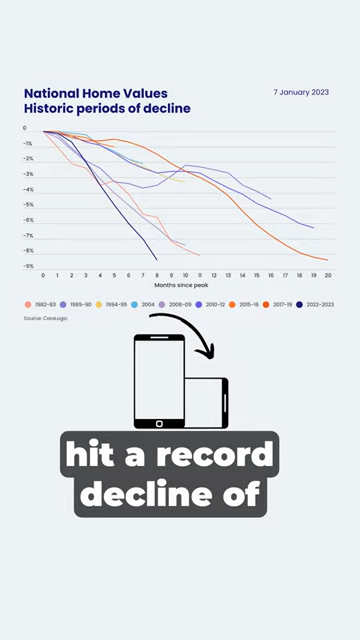 National Home Values
Historic periods of decline
7 January 2023
0
-1%
-2%
-3%
-4%
-5%
-6%
-7%
-8%
-9%
0 1 2 3 4 5 6 7 8 9 10 11 12 13 14 15 16 17 18 19 20
Months since peak
1982-83 1989-90 1994-95 2004 2008-09 2010-12 2015-16 2017-19 2022-2023
Source: CoreLogic
hit a record
decline of